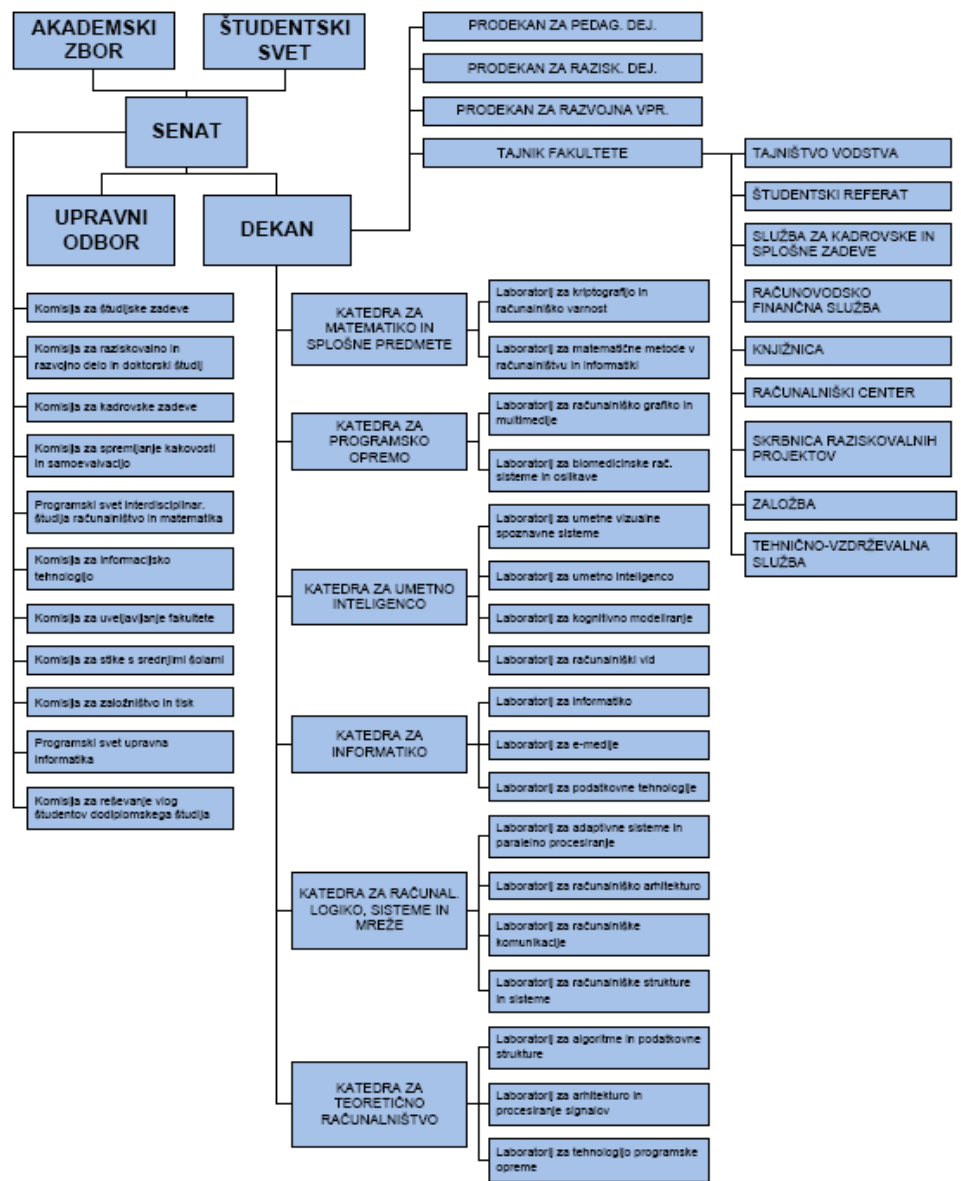 AKADEMSKI
ZBOR
ŠTUDENTSKI
SVET
SENAT
UPRAVNI
ODBOR
DEKAN
PRODEKAN ZA PEDAG. DEJ.
PRODEKAN ZA RAZISK. DEJ.
PRODEKAN ZA RAZVOJNA VPR.
TAJNIK FAKULTETE
TAJNIŠTVO VODSTVA
ŠTUDENTSKI REFERAT
SLUŽBA ZA KADROVSKE IN
SPLOŠNE ZADEVE
RAČUNOVODSKO
FINANČNA SLUŽBA
KNJIŽNICA
RAČUNALNIŠKI CENTER
SKRBNICA RAZISKOVALNIH
PROJEKTOV
ZALOŽBA
TEHNIČNO-VZDRŽEVALNA
SLUŽBA
Komisija za študijske zadeve
Komisija za raziskovalno in
razvojno delo in doktorski študij
Komisija za kadrovske zadeve
Komisija za spremljanje kakovosti
in samoevalvacijo
Programski svet interdisciplinar.
študija računalništvo in matematika
Komisija za informacijsko
tehnologijo
Komisija za uveljavljanje fakultete
Komisija za stike s srednjimi šolami
Komisija za založništvo in tisk
Programski svet upravna
informatika
Komisija za reševanje vlog
študentov dodiplomskega študija
KATEDRA ZA
MATEMATIKO IN
SPLOŠNE PREDMETE
Laboratorij za kriptografijo in
računalniško varnost
Laboratorij za matematične metode v
računalništvu in informatiki
KATEDRA ZA
PROGRAMSKO
OPREMO
Laboratorij za računalniško grafiko in
multimedije
Laboratorij za biomedicinske rač.
sisteme in oslikave
KATEDRA ZA UMETNO
INTELIGENCO
Laboratorij za umetne vizualne
spoznavne sisteme
Laboratorij za umetno inteligenco
Laboratorij za kognitivno modeliranje
Laboratorij za računalniški vid
KATEDRA ZA
INFORMATIKO
Laboratorij za informatiko
Laboratorij za e-medije
Laboratorij za podatkovne tehnologije
KATEDRA ZA RAČUNAL.
LOGIKO, SISTEME IN
MREŽE
Laboratorij za adaptivne sisteme in
paralelno procesiranje
Laboratorij za računalniško arhitekturo
Laboratorij za računalniške
komunikacije
Laboratorij za računalniške strukture
in sisteme
KATEDRA ZA
TEORETIČNO
RAČUNALNIŠTVO
Laboratorij za algoritme in podatkovne
strukture
Laboratorij za arhitekturo in
procesiranje signalov
Laboratorij za tehnologijo programske
opreme